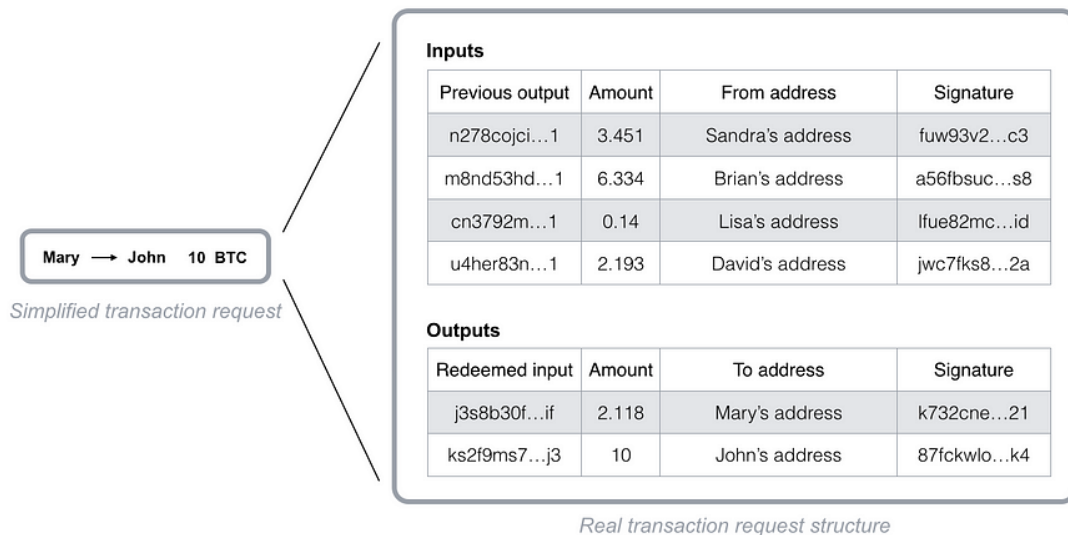 Mary → John 10 BTC
Simplified transaction request
Inputs
Previous output Amount From address Signature
n278cojci...1 3.451 Sandra's address fuw93v2...c3
m8nd53hd...1 6.334 Brian's address a56fbsuc...s8
cn3792m...1 0.14 Lisa's address lfue82mc...id
u4her83n...1 2.193 David's address jwc7fks8...2a
Outputs
Redeemed input Amount To address Signature
j3s8b30f...if 2.118 Mary's address k732cne...21
ks2f9ms7...j3 10 John's address 87fckwlo...k4
Real transaction request structure